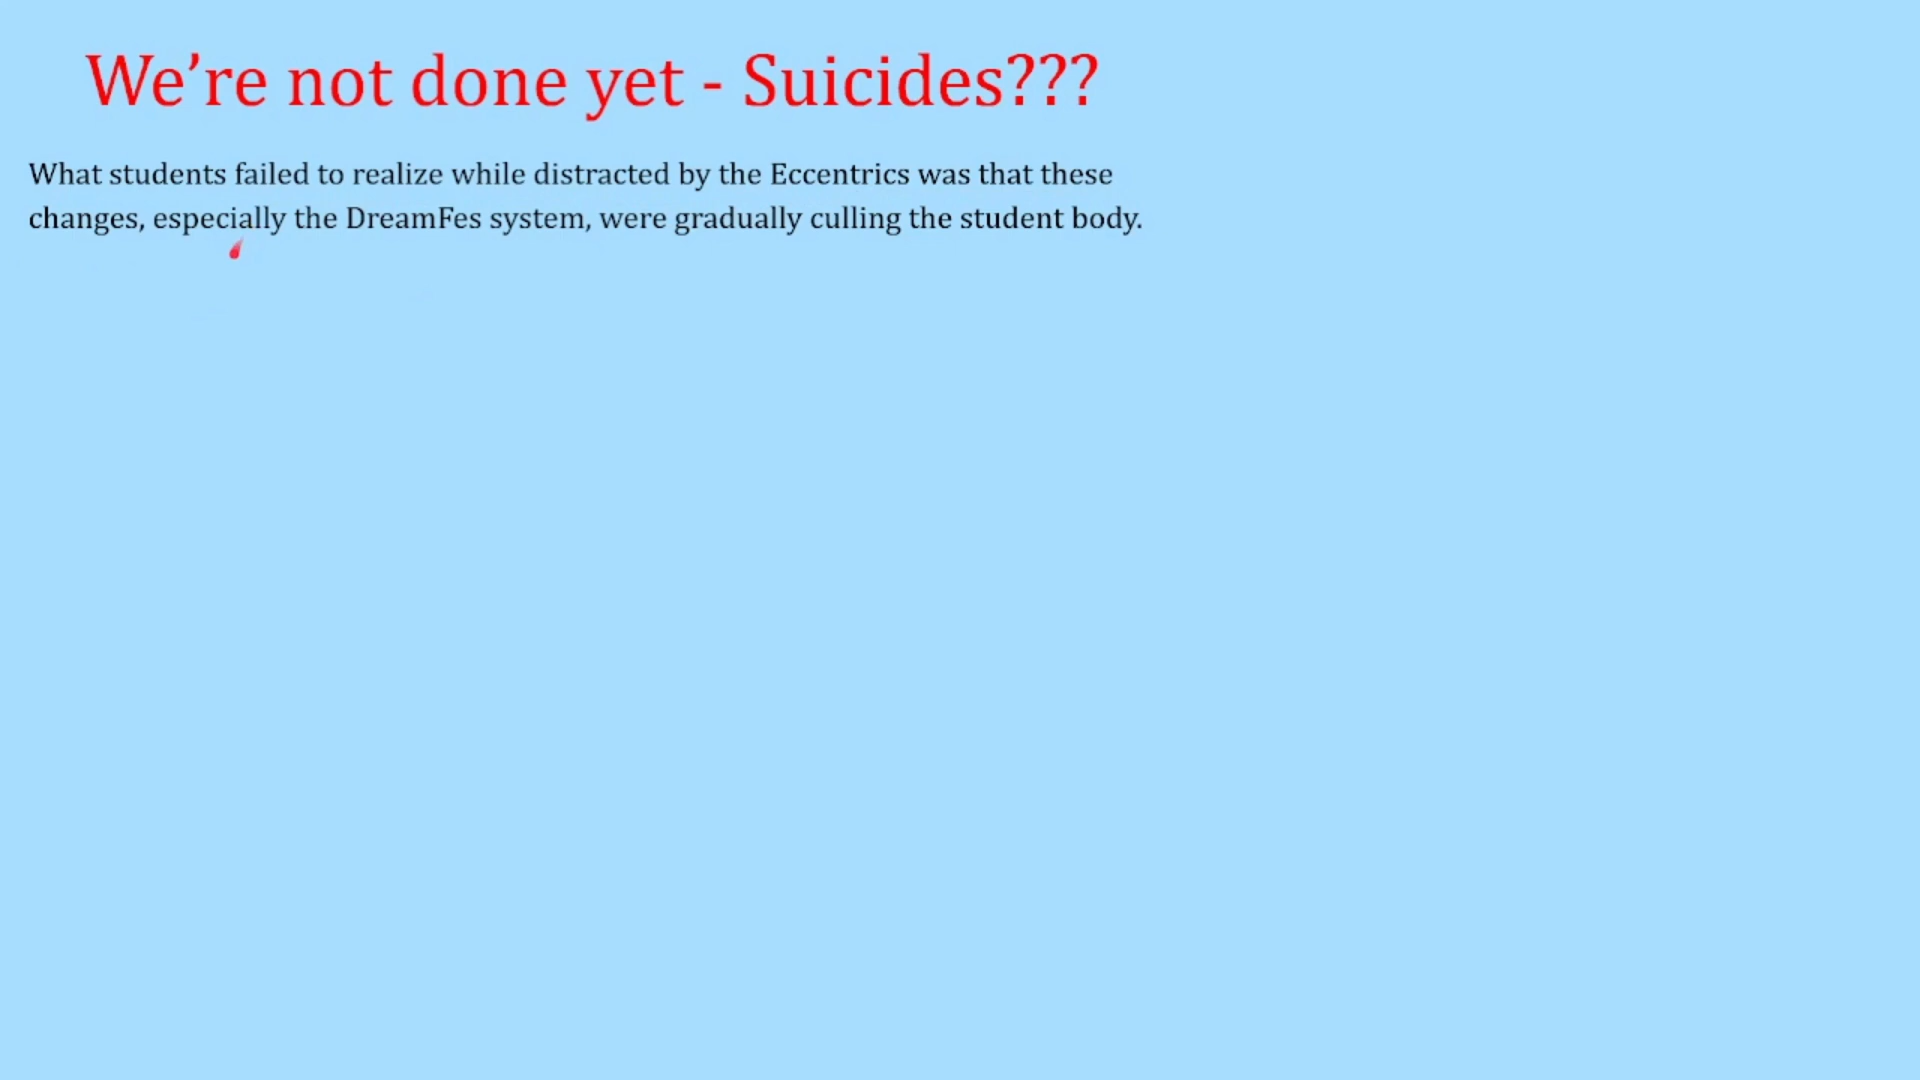 We’re not done yet - Suicides???
What students failed to realize while distracted by the Eccentrics was that these
changes, especially the DreamFes system, were gradually culling the student body.